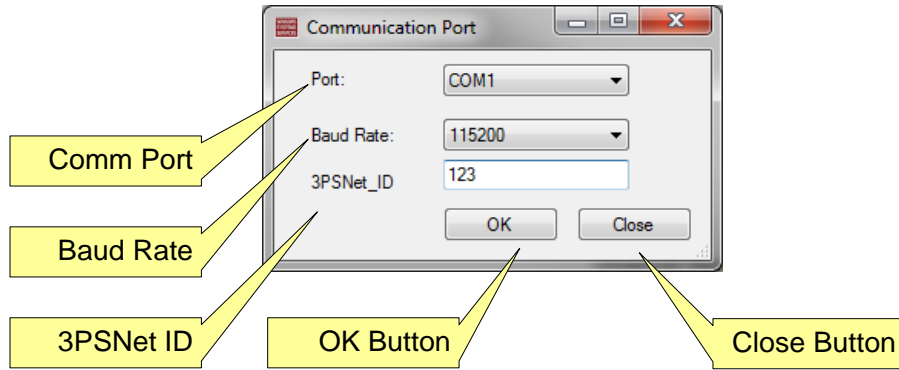 Communication Port
Port:
COM1
Baud Rate:
115200
Comm Port
3PSNet_ID
123
OK
Close
Baud Rate
3PSNet ID
OK Button
Close Button